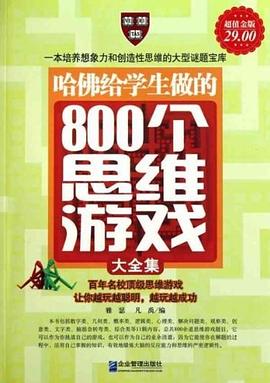 超值金版
29.00
一本培养想象力和创造性思维的大型谜题宝库
哈佛给学生做的
800个
思维
游戏
大全集
百年名校顶级思维游戏
让你越玩越聪明，越玩越成功
雅瑟 凡禹/编
企业管理出版社